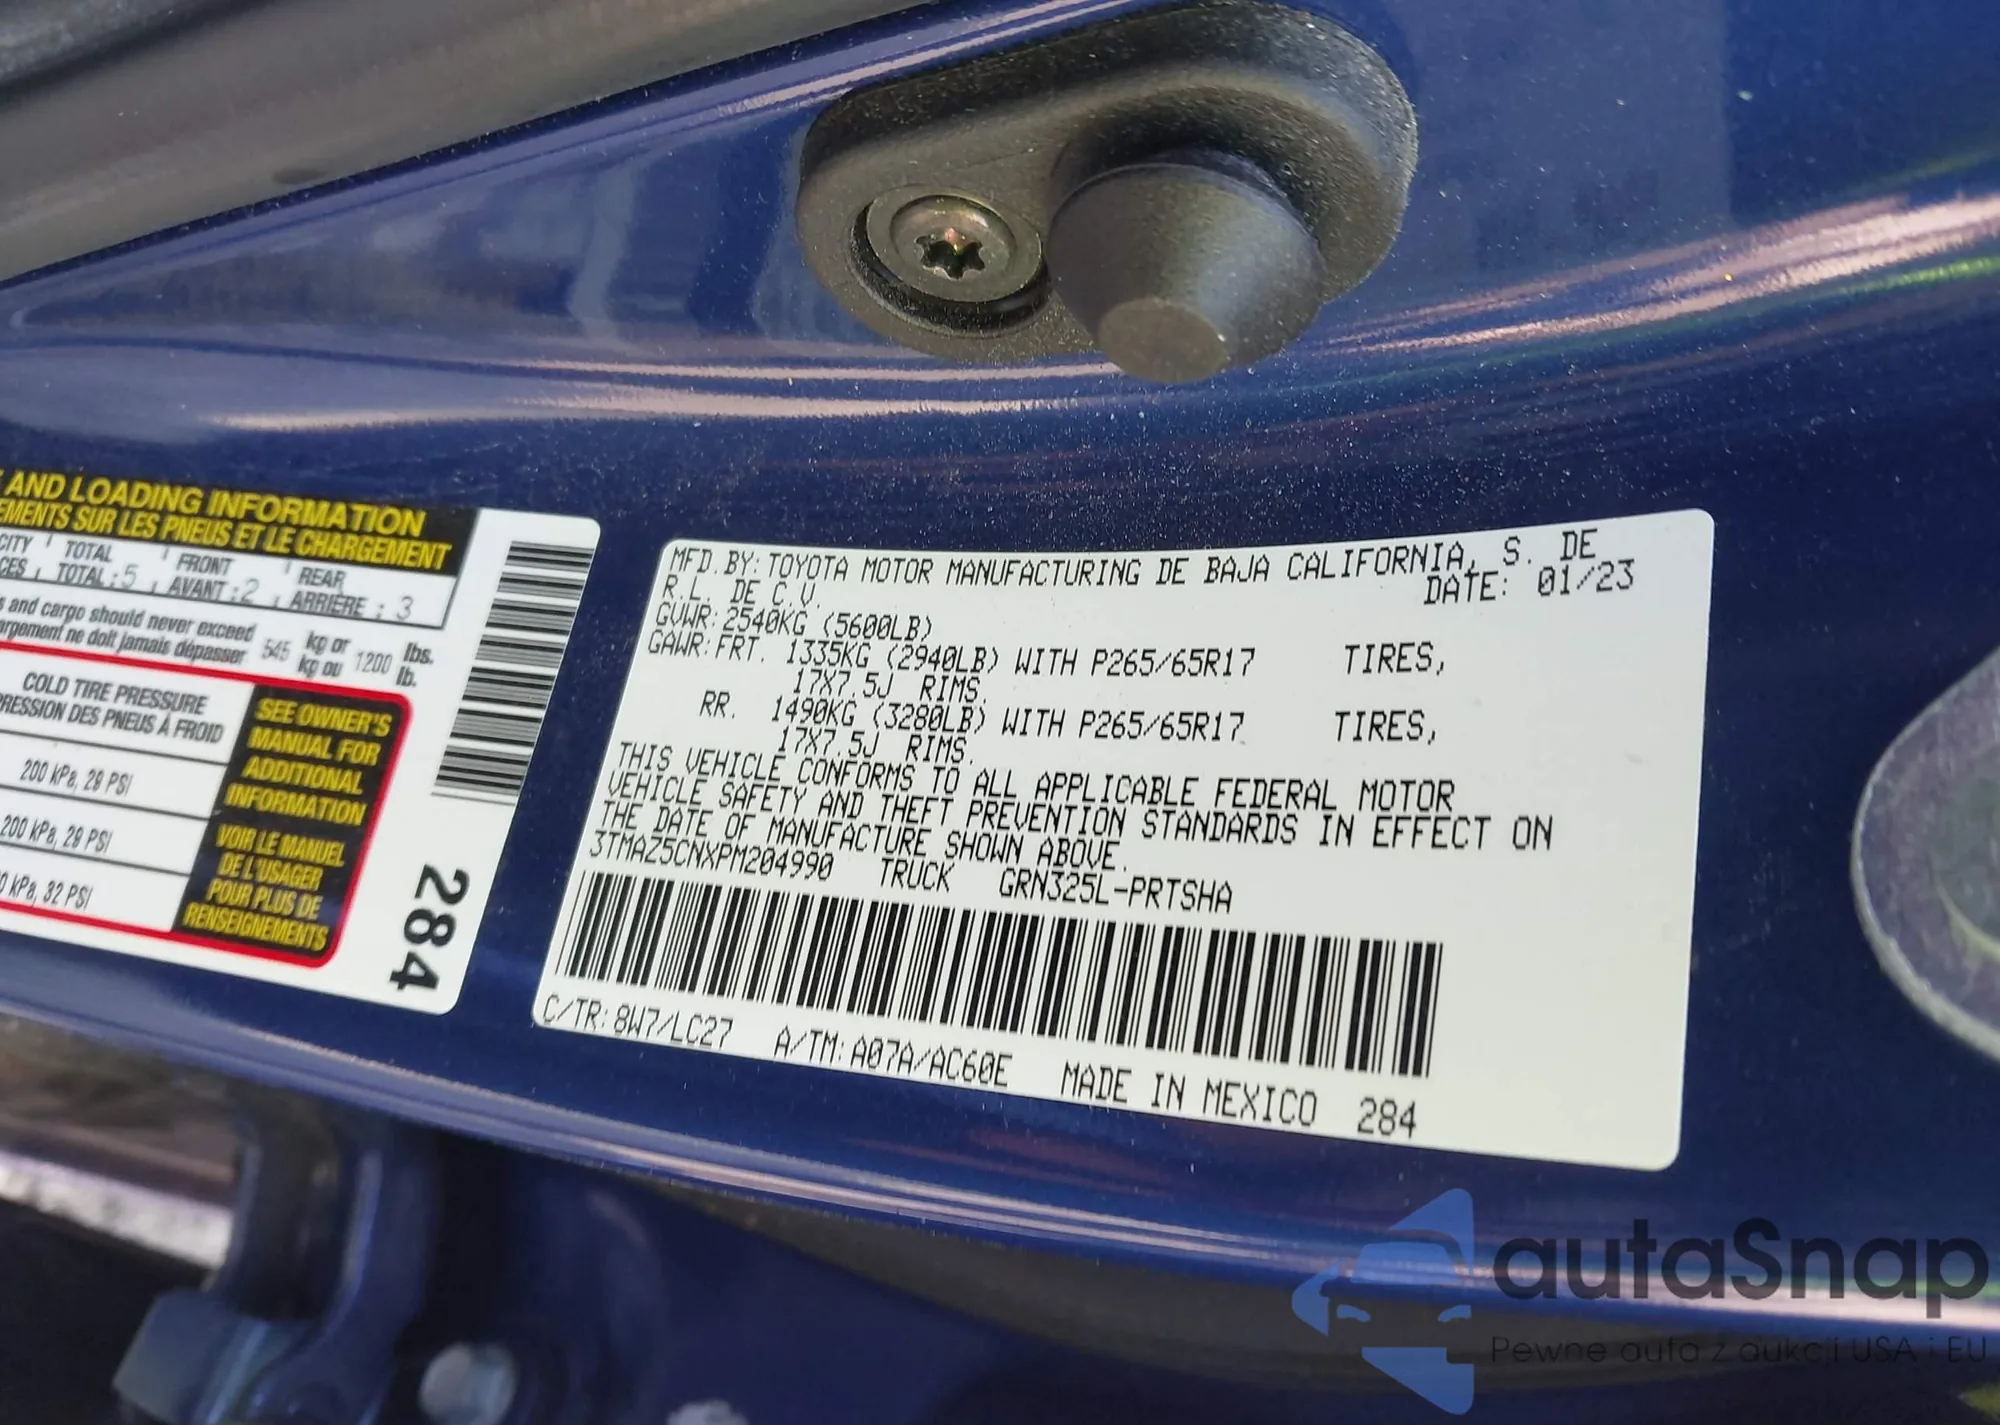 AND LOADING INFORMATION
EMENTS SUR LES PNEUS ET LE CHARGEMENT
CITY TOTAL FRONT REAR
CES TOTAL : 5 AVANT : 2 ARRIÈRE : 3
s and cargo should never exceed 545 kg or 1200 lbs.
argement ne doit jamais dépasser kg ou lb.
COLD TIRE PRESSURE
PRESSION DES PNEUS À FROID
200 kPa, 29 PSI
200 kPa, 29 PSI
0 kPa, 32 PSI
SEE OWNER'S
MANUAL FOR
ADDITIONAL
INFORMATION
VOIR LE MANUEL
DE L'USAGER
POUR PLUS DE
RENSEIGNEMENTS
284
MFD. BY: TOYOTA MOTOR MANUFACTURING DE BAJA CALIFORNIA, S. DE
R.L. DE C.V. DATE: 01/23
GVWR: 2540KG (5600LB)
GAWR: FRT. 1335KG (2940LB) WITH P265/65R17 TIRES,
17X7.5J RIMS.
RR. 1490KG (3280LB) WITH P265/65R17 TIRES,
17X7.5J RIMS.
THIS VEHICLE CONFORMS TO ALL APPLICABLE FEDERAL MOTOR
VEHICLE SAFETY AND THEFT PREVENTION STANDARDS IN EFFECT ON
THE DATE OF MANUFACTURE SHOWN ABOVE.
3TMAZ5CNXPM204990 TRUCK GRN325L-PRTSHA
C/TR: 8W7/LC27 A/TM: A07A/AC60E MADE IN MEXICO 284
autaSnap
Pewne auta z aukcji USA i EU